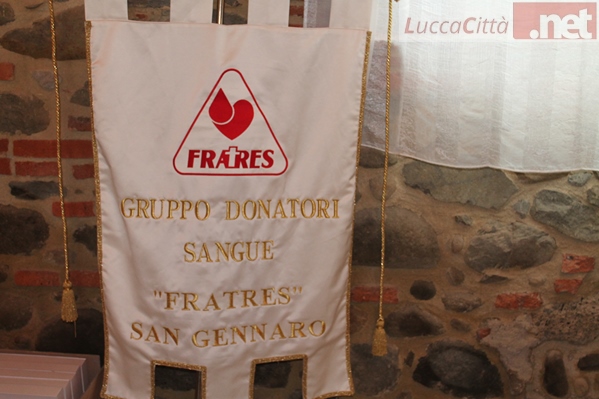 LuccaCittà.net
FRATRES
GRUPPO DONATORI
SANGUE
"FRATRES"
SAN GENNARO